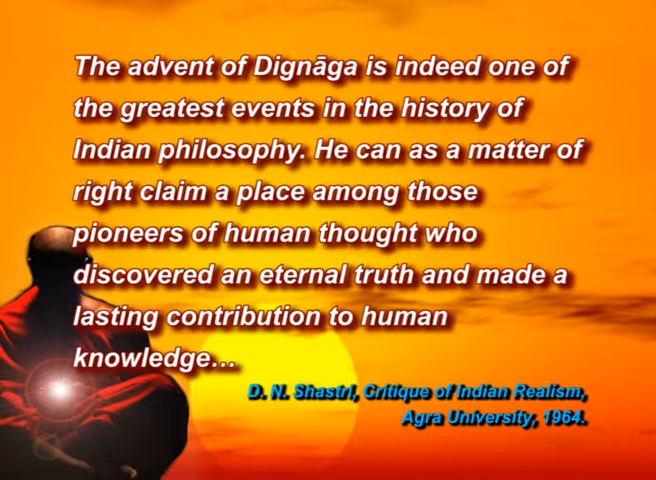 The advent of Dignāga is indeed one of
the greatest events in the history of
Indian philosophy. He can as a matter of
right claim a place among those
pioneers of human thought who
discovered an eternal truth and made a
lasting contribution to human
knowledge…
D. N. Shastri, Critique of Indian Realism,
Agra University, 1964.